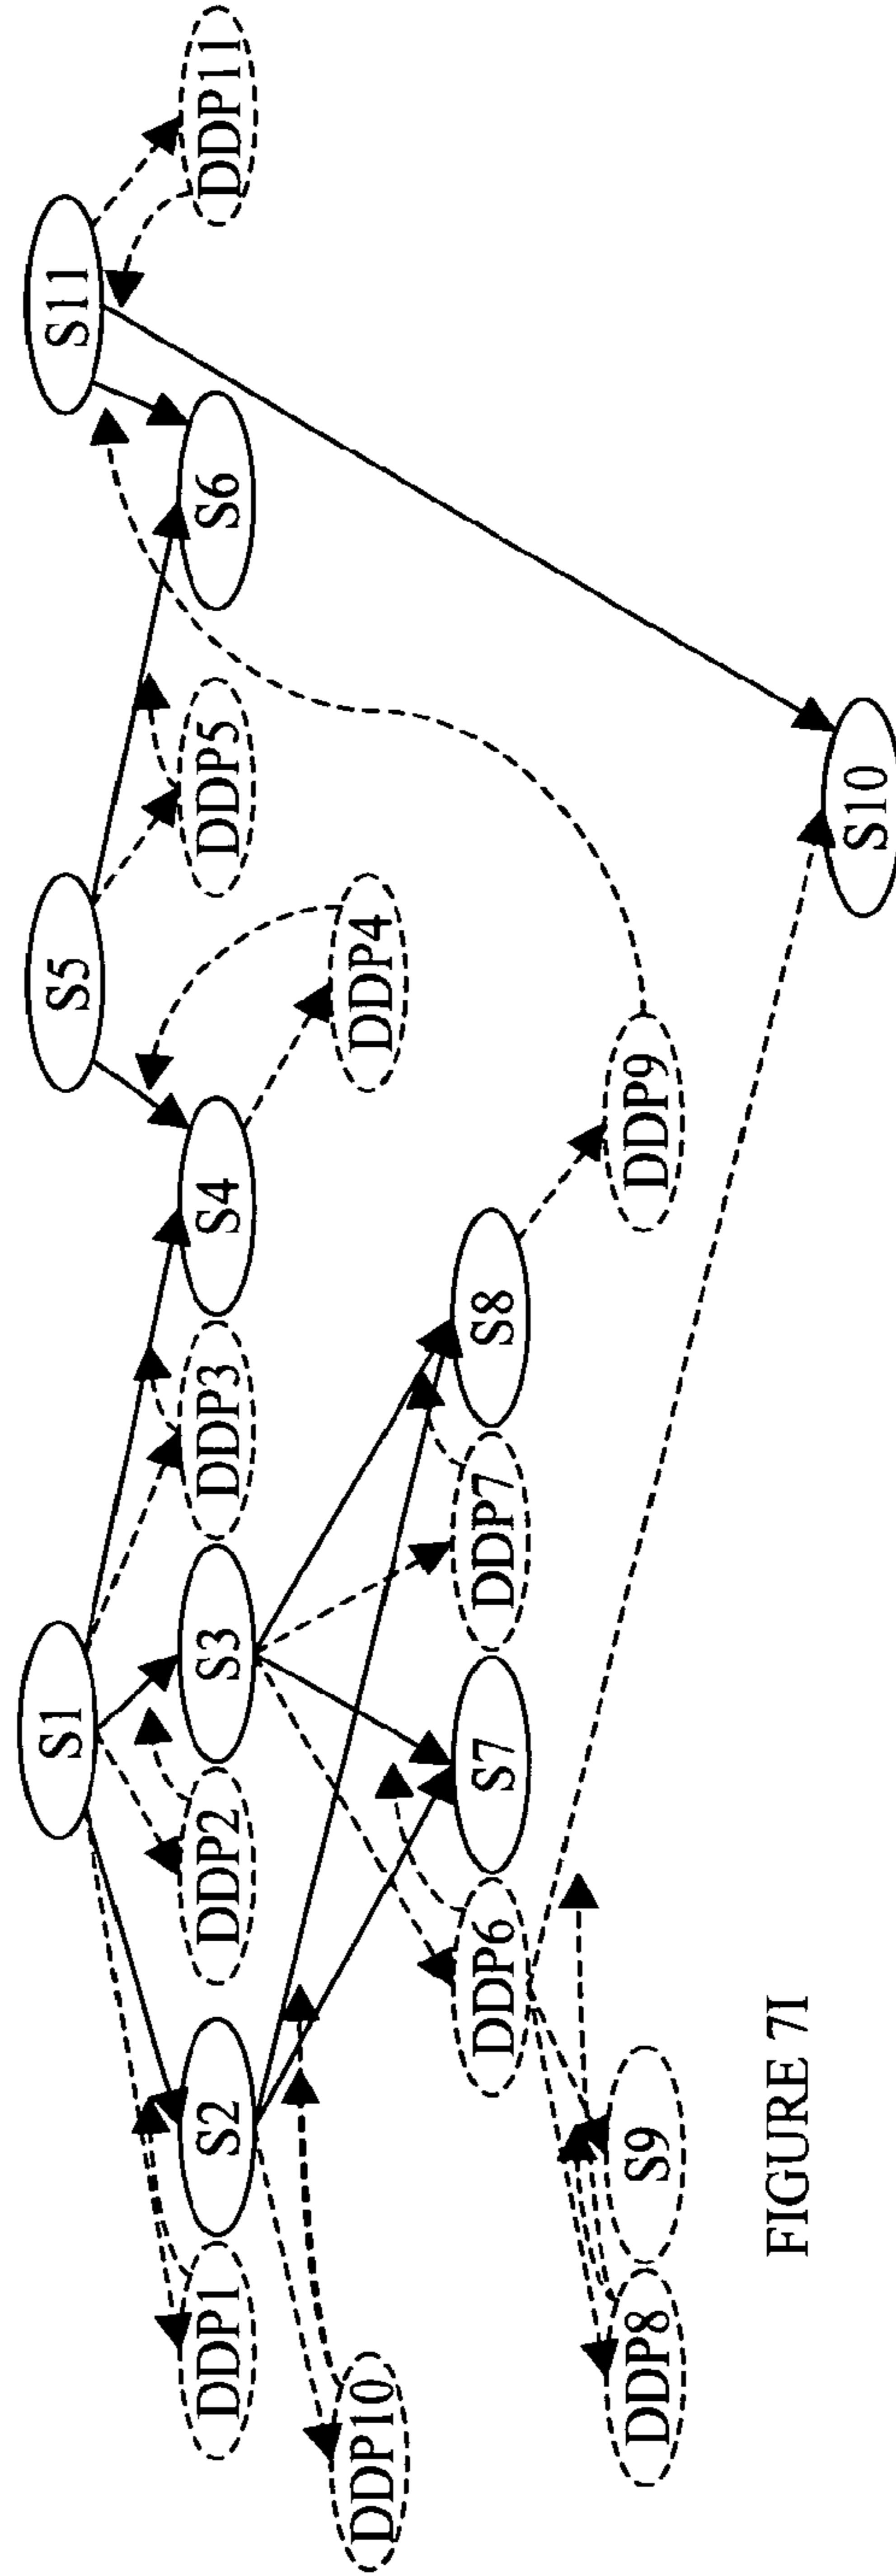 S1
S5
S11
DDP1
S2
DDP2
S3
DDP3
S4
DDP5
S6
DDP11
DDP10
DDP4
DDP6
S7
DDP7
S8
DDP8
S9
DDP9
S10
FIGURE 7I